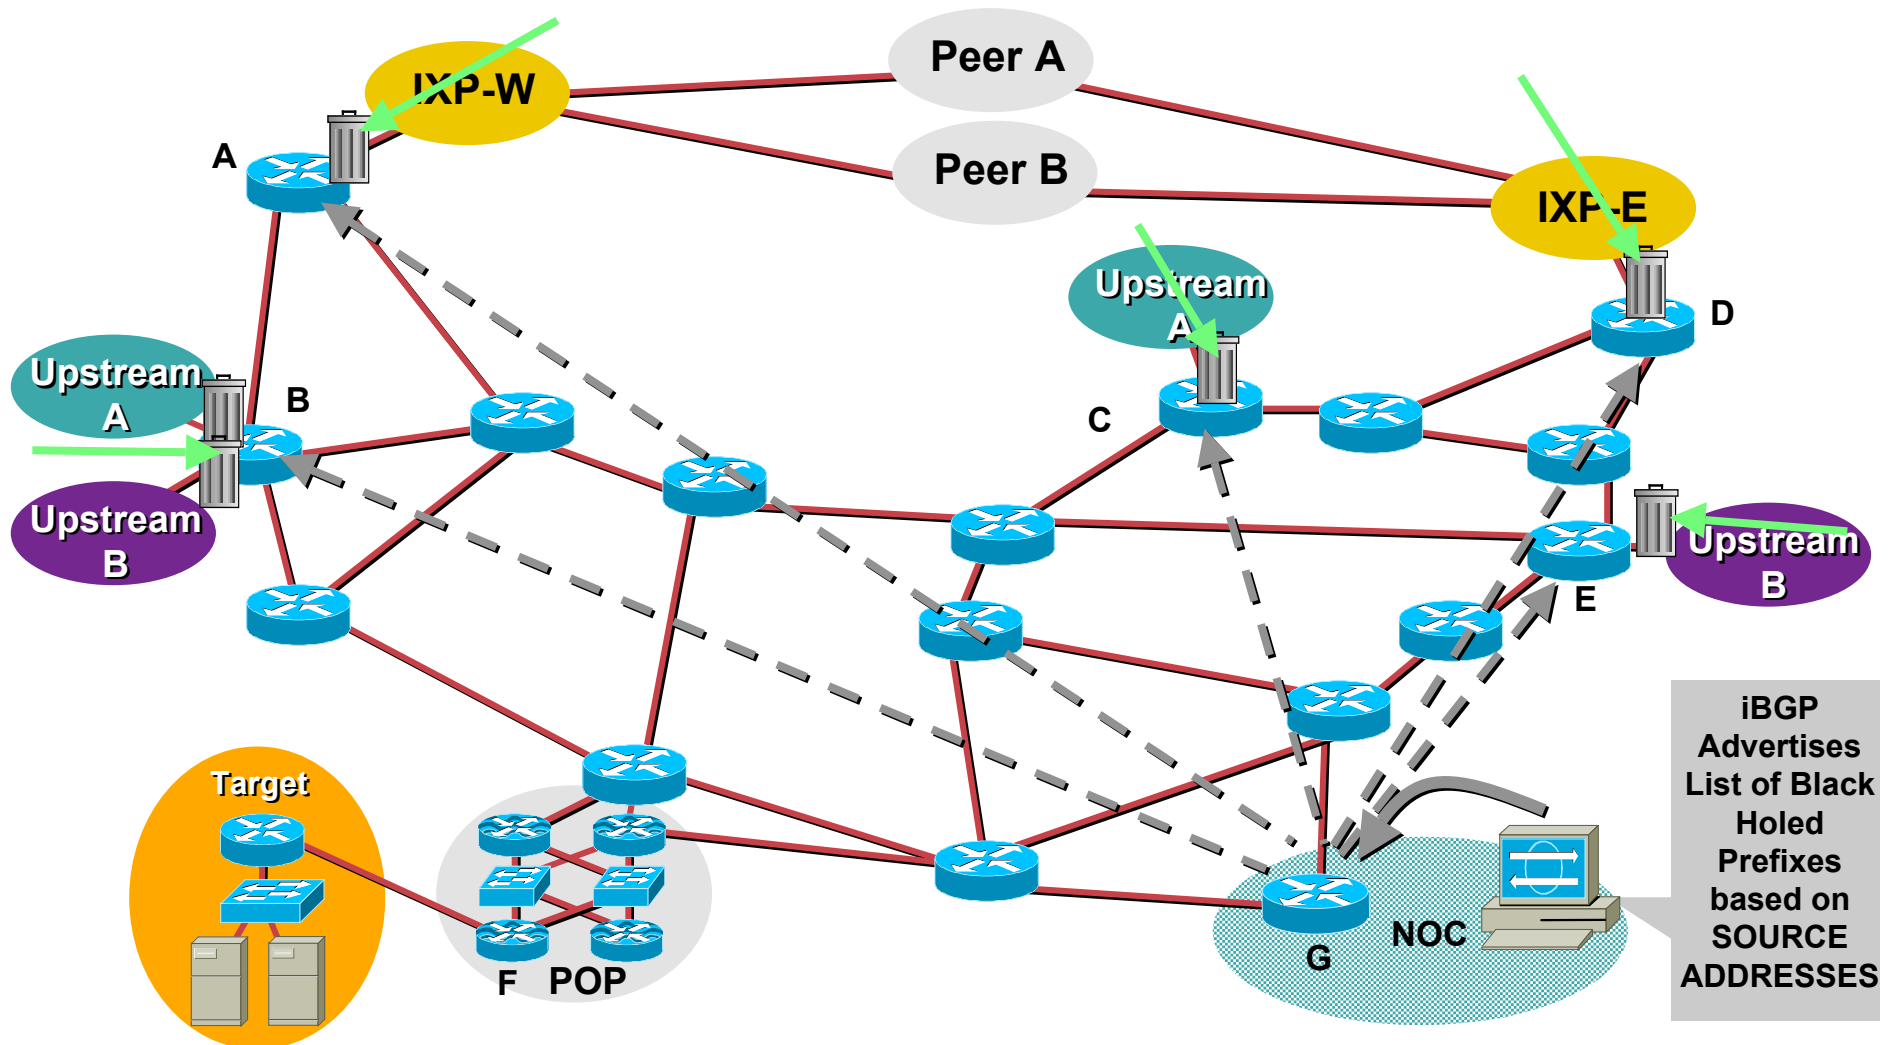 Peer A
IXP-W
A
Peer B
IXP-E
Upstream
A
D
Upstream
A
B
C
Upstream
B
Upstream
B
E
iBGP
Advertises
List of Black
Holed
Prefixes
based on
SOURCE
ADDRESSES
Target
NOC
G
F
POP